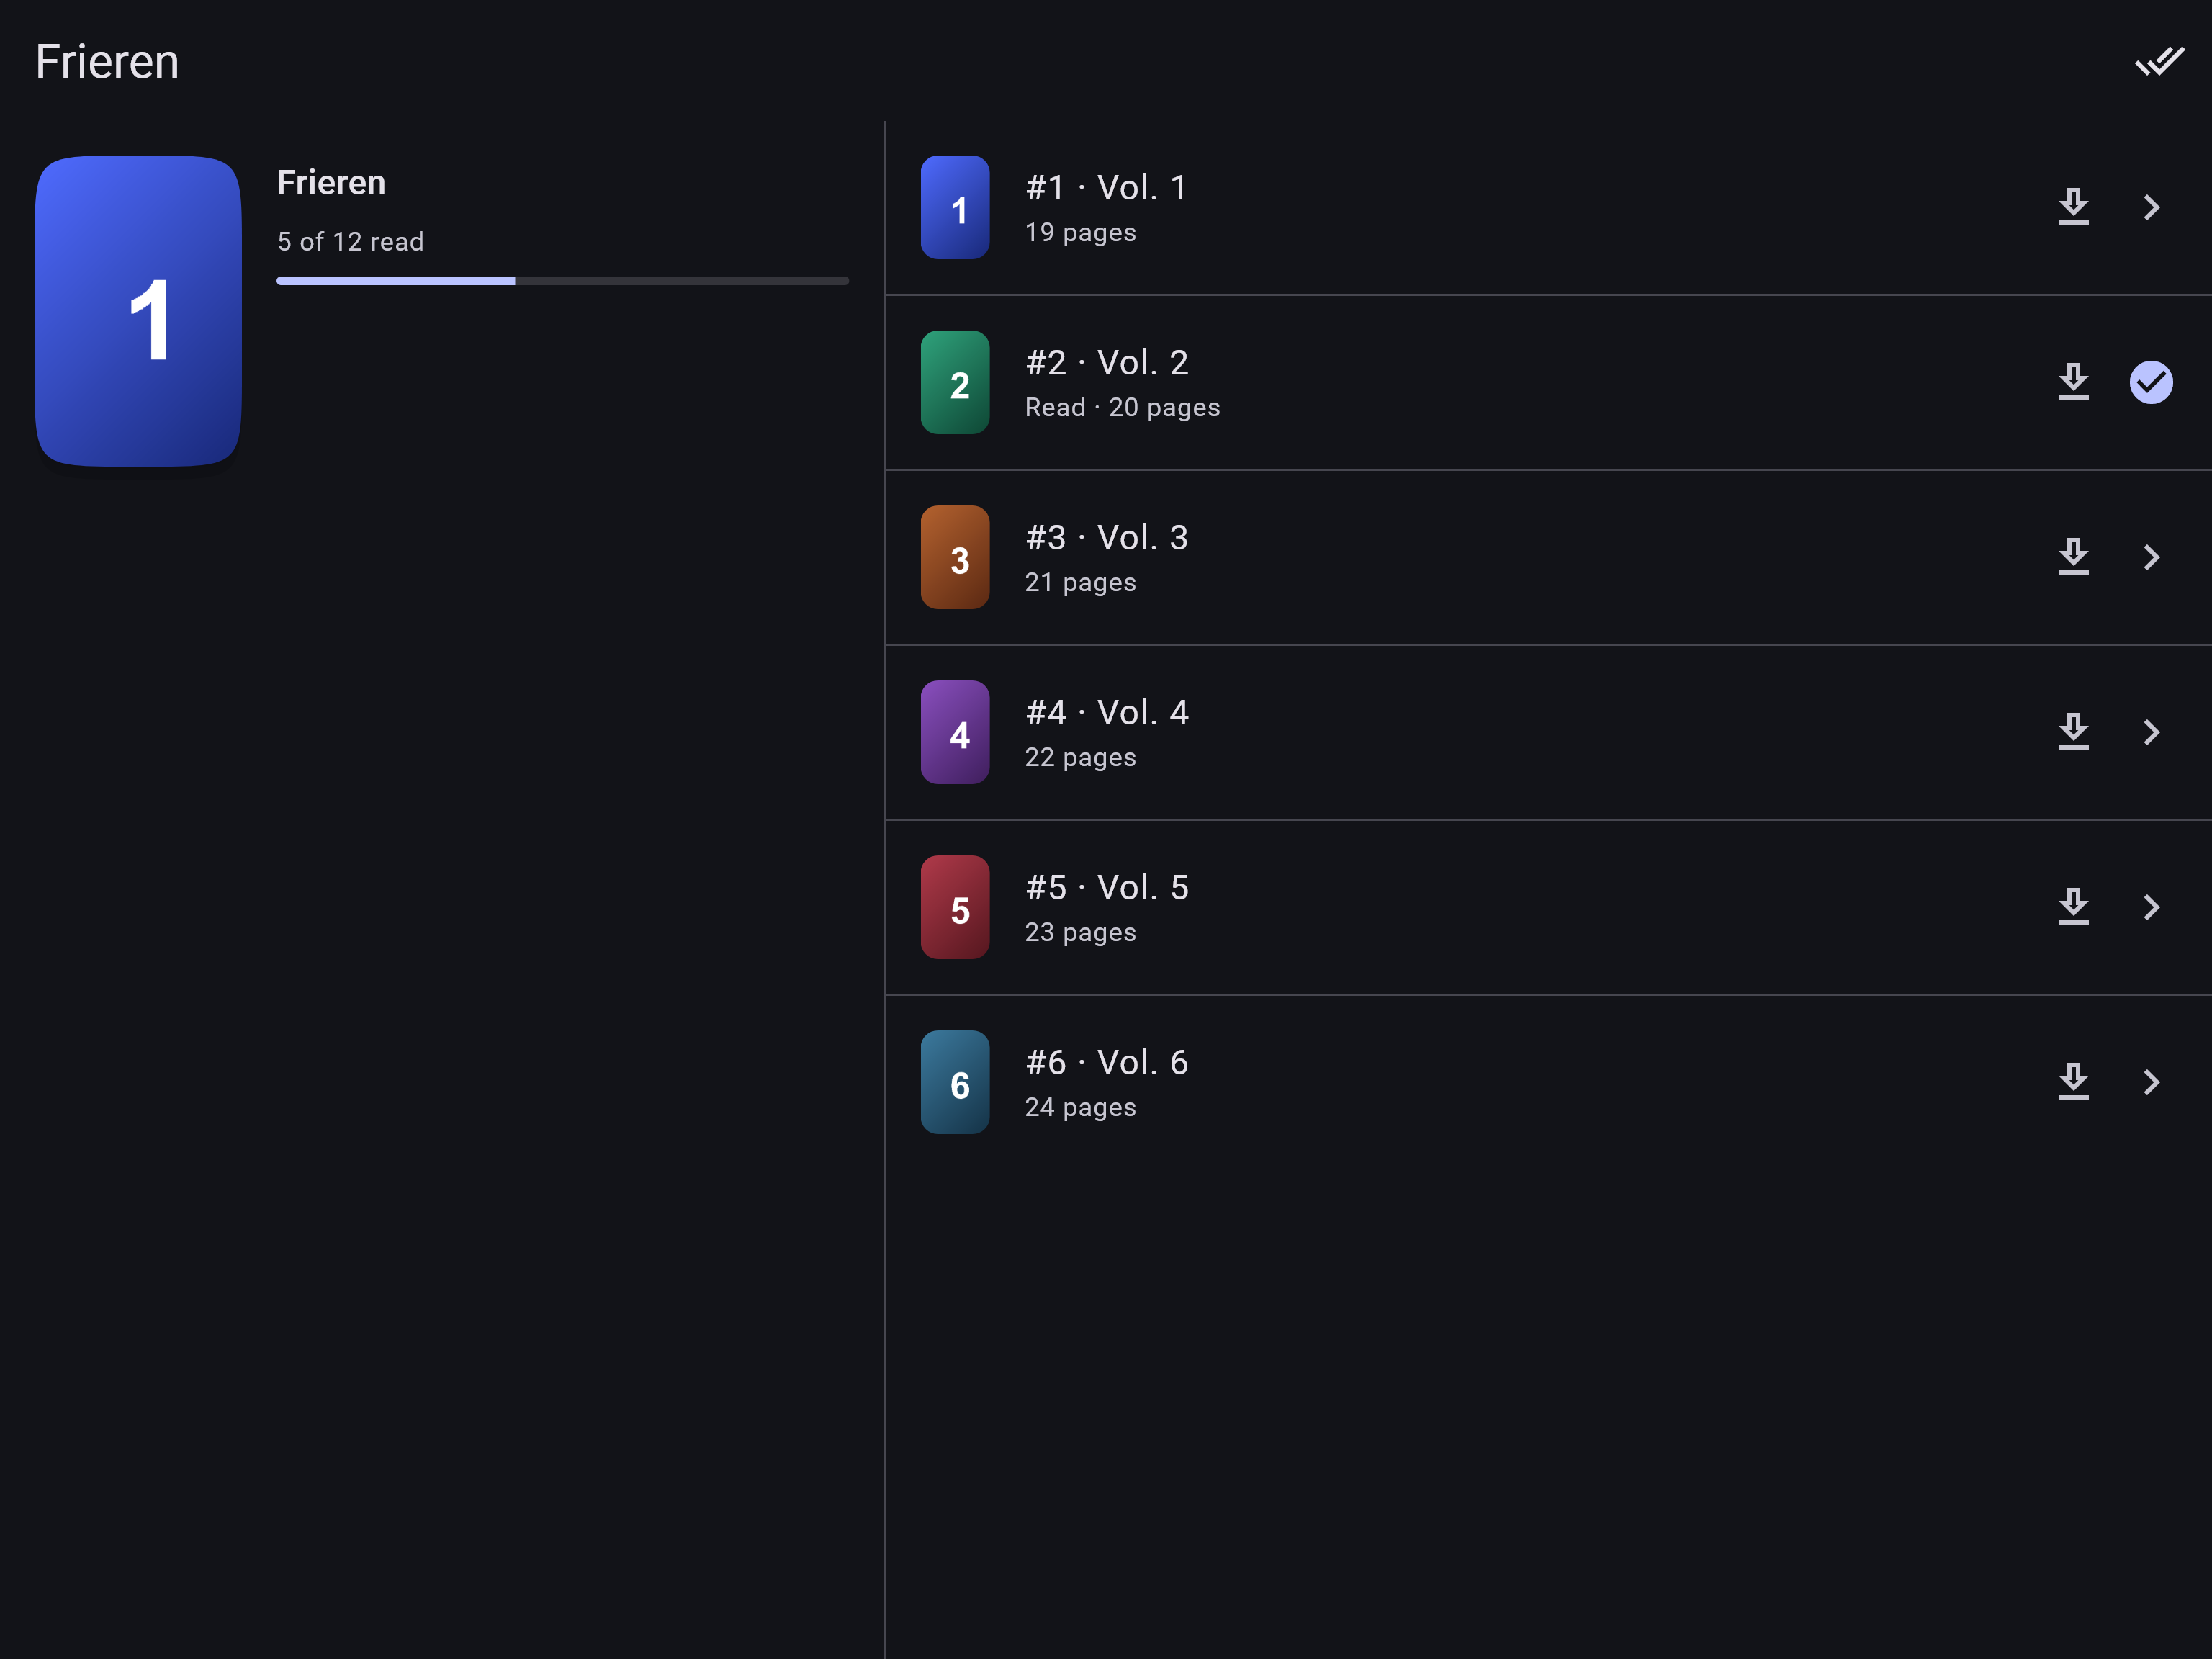 Frieren
1
Frieren
5 of 12 read
1
#1 · Vol. 1
19 pages
2
#2 · Vol. 2
Read · 20 pages
3
#3 · Vol. 3
21 pages
4
#4 · Vol. 4
22 pages
5
#5 · Vol. 5
23 pages
6
#6 · Vol. 6
24 pages